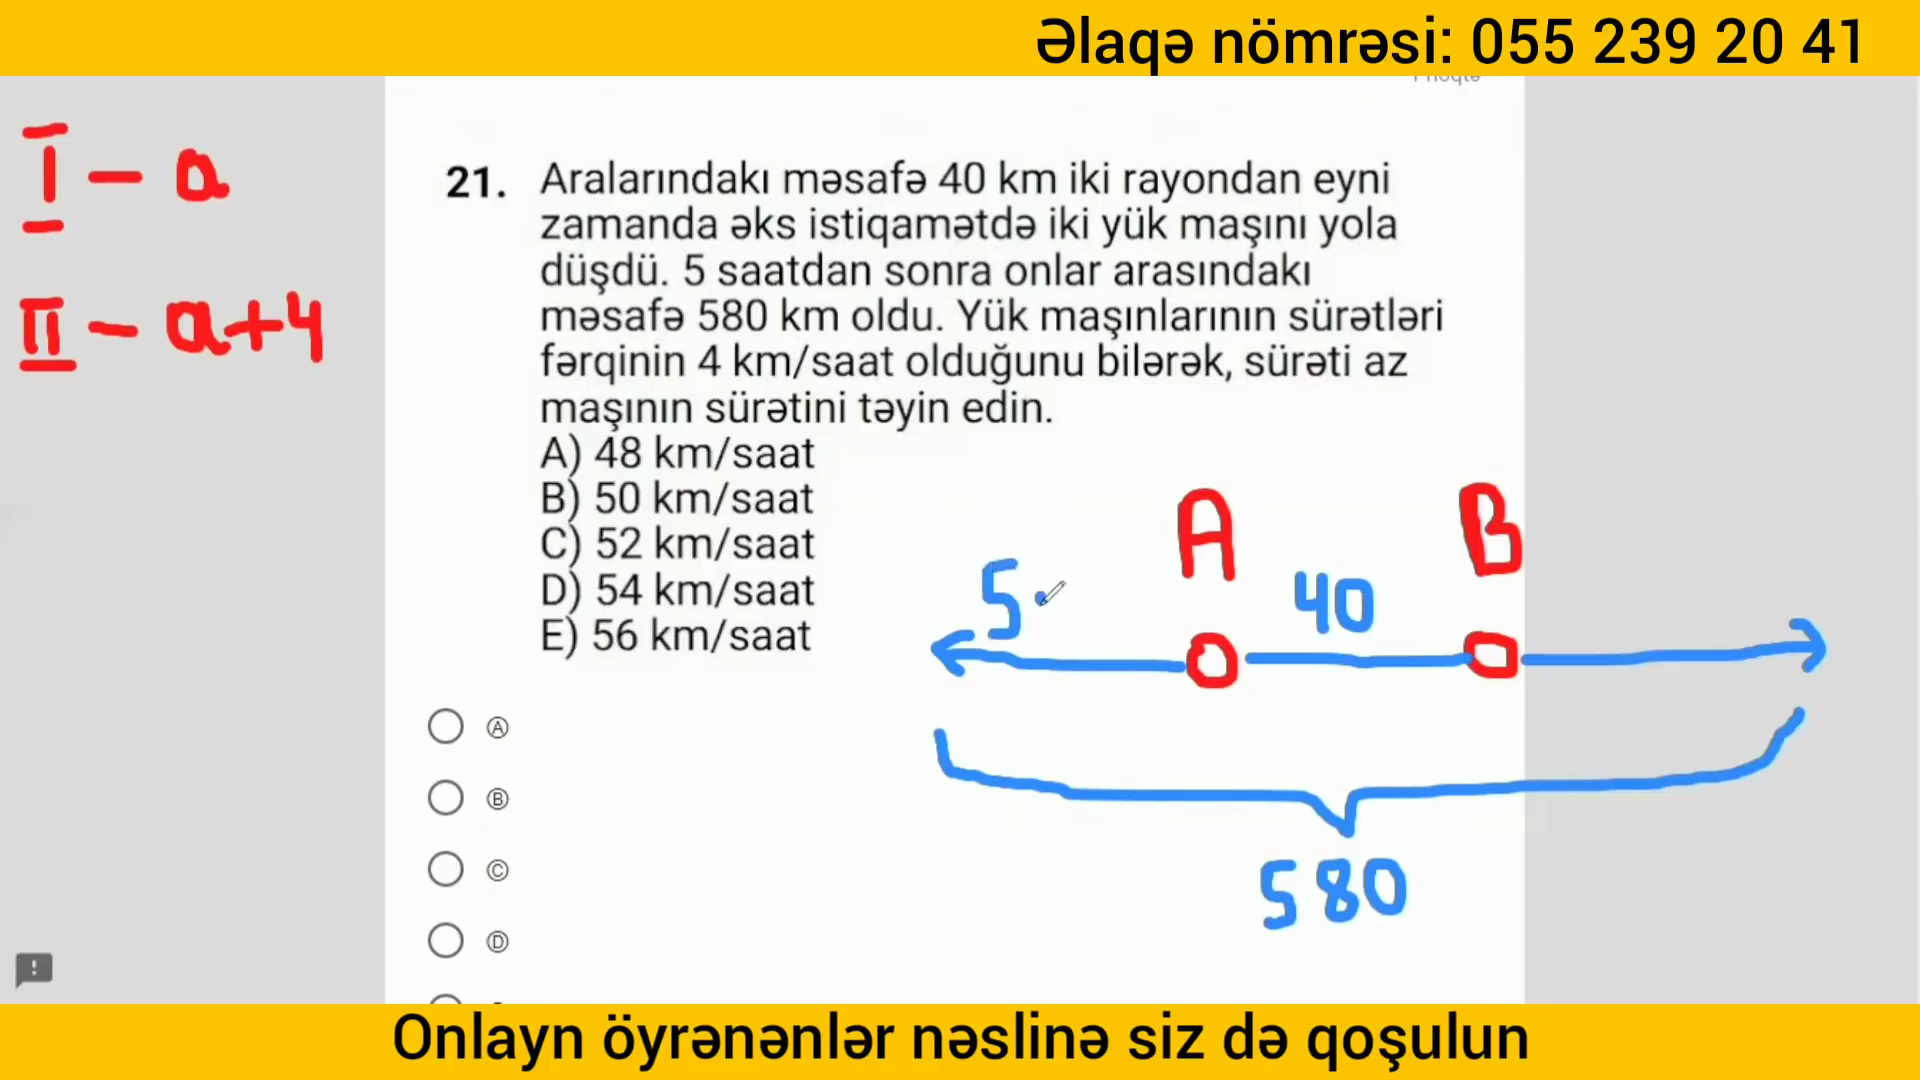 Əlaqə nömrəsi: 055 239 20 41
I - a
II - a+4
21. Aralarındakı məsafə 40 km iki rayondan eyni
zamanda əks istiqamətdə iki yük maşını yola
düşdü. 5 saatdan sonra onlar arasındakı
məsafə 580 km oldu. Yük maşınlarının sürətləri
fərqinin 4 km/saat olduğunu bilərək, sürəti az
maşının sürətini təyin edin.
A) 48 km/saat
B) 50 km/saat
C) 52 km/saat
D) 54 km/saat
E) 56 km/saat
A B
5· 40
580
Ⓐ
Ⓑ
Ⓒ
Ⓓ
Onlayn öyrənənlər nəslinə siz də qoşulun